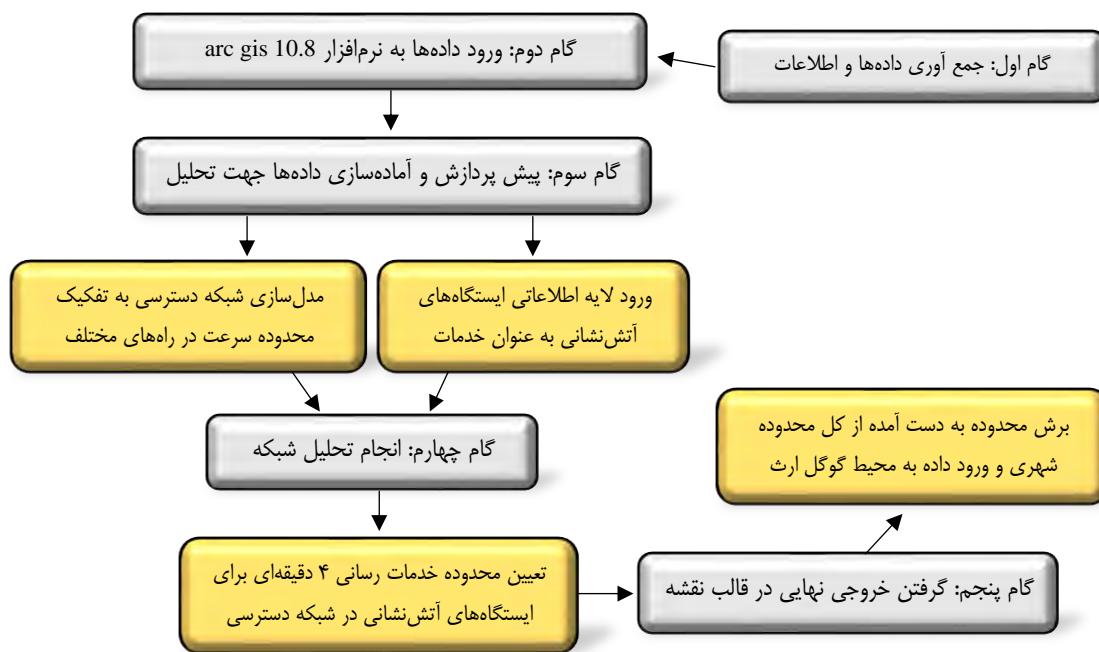 گام اول: جمع آوری داده‌ها و اطلاعات
گام دوم: ورود داده‌ها به نرم‌افزار arc gis 10.8
گام سوم: پیش پردازش و آماده‌سازی داده‌ها جهت تحلیل
ورود لایه اطلاعاتی ایستگاه‌های
آتش‌نشانی به عنوان خدمات
مدل‌سازی شبکه دسترسی به تفکیک
محدوده سرعت در راه‌های مختلف
گام چهارم: انجام تحلیل شبکه
تعیین محدوده خدمات رسانی ۴ دقیقه‌ای برای
ایستگاه‌های آتش‌نشانی در شبکه دسترسی
گام پنجم: گرفتن خروجی نهایی در قالب نقشه
برش محدوده به دست آمده از کل محدوده
شهری و ورود داده به محیط گوگل ارث